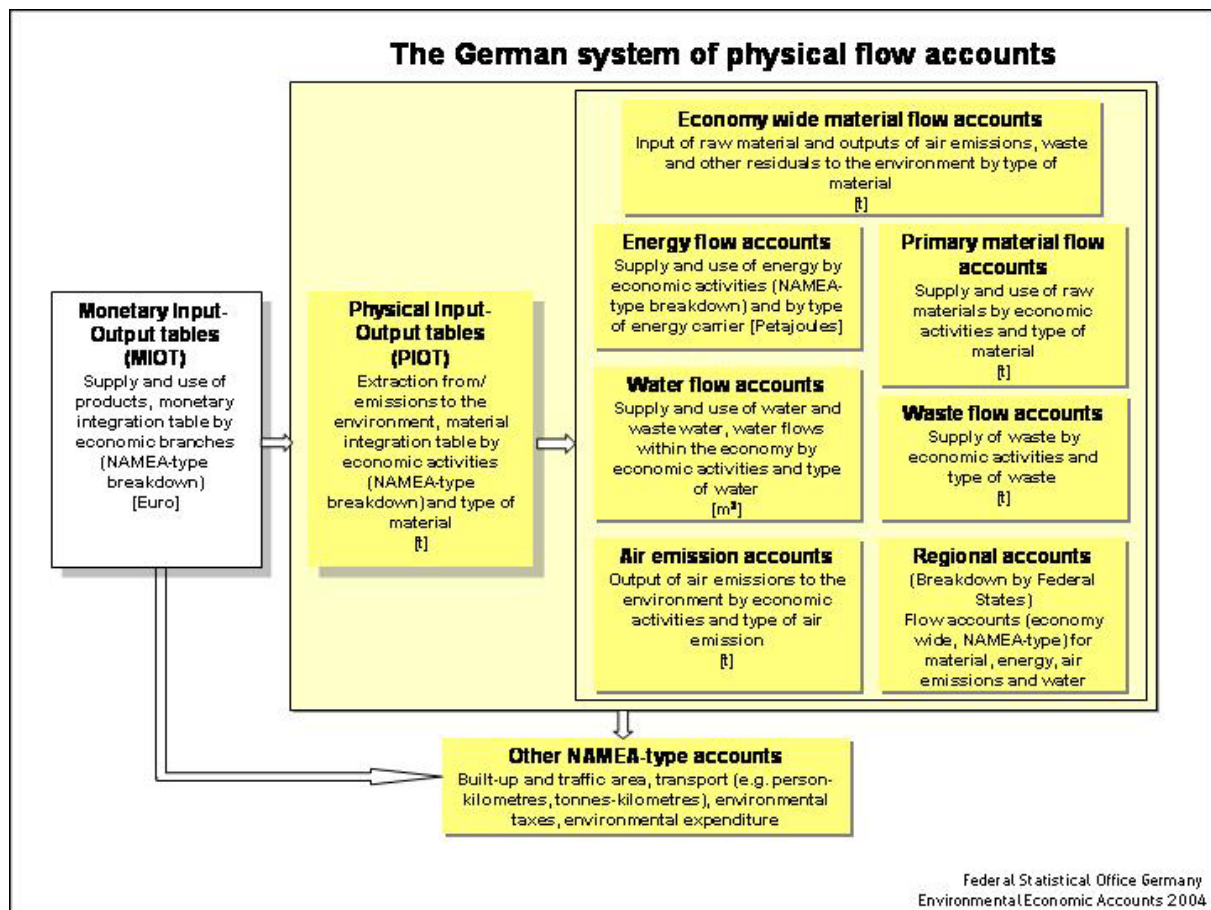 The German system of physical flow accounts
Economy wide material flow accounts
Input of raw material and outputs of air emissions, waste
and other residuals to the environment by type of
material
[t]
Energy flow accounts
Supply and use of energy by
economic activities (NAMEA-
type breakdown) and by type
of energy carrier [Petajoules]
Primary material flow
accounts
Supply and use of raw
materials by economic
activities and type of
material
[t]
Monetary Input-
Output tables
(MIOT)
Supply and use of
products, monetary
integration table by
economic branches
(NAMEA-type
breakdown)
[Euro]
Physical Input-
Output tables
(PIOT)
Extraction from/
emissions to the
environment, material
integration table by
economic activities
(NAMEA-type
breakdown) and type of
material
[t]
Water flow accounts
Supply and use of water and
waste water, water flows
within the economy by
economic activities and type
of water
[m³]
Waste flow accounts
Supply of waste by
economic activities and
type of waste
[t]
Air emission accounts
Output of air emissions to the
environment by economic
activities and type of air
emission
[t]
Regional accounts
(Breakdown by Federal
States)
Flow accounts (economy
wide, NAMEA-type) for
material, energy, air
emissions and water
Other NAMEA-type accounts
Built-up and traffic area, transport (e.g. person-
kilometres, tonnes-kilometres), environmental
taxes, environmental expenditure
Federal Statistical Office Germany
Environmental Economic Accounts 2004